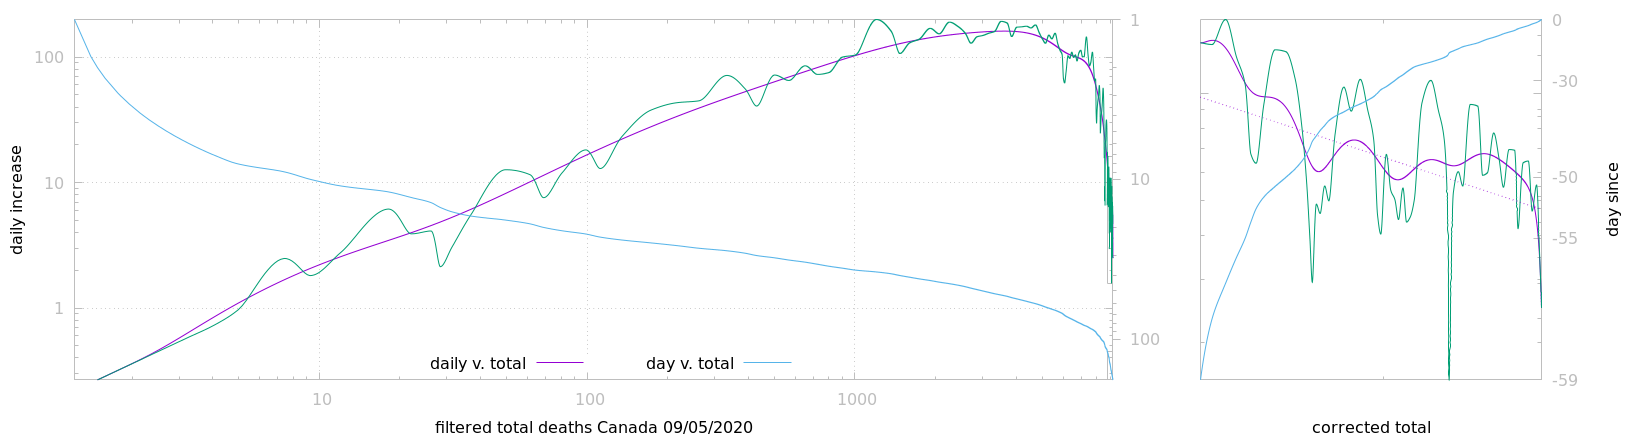 daily increase
100
10
1
daily v. total
day v. total
10
100
1000
filtered total deaths Canada 09/05/2020
1
10
100
0
-30
-50
-55
-59
day since
corrected total